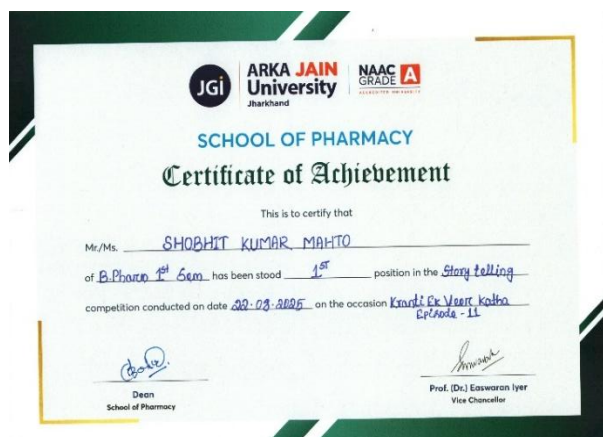 JGi
ARKA JAIN
University
Jharkhand
NAAC
GRADE A
ACCREDITED UNIVERSITY
SCHOOL OF PHARMACY
Certificate of Achievement
This is to certify that
Mr./Ms. SHOBHIT KUMAR MAHTO
of B.Pharm 1st Sem has been stood 1ST position in the Story telling
competition conducted on date 22.03.2025 on the occasion Kranti Ek Veer Katha
Episode - 11
Dean
School of Pharmacy
Prof. (Dr.) Easwaran Iyer
Vice Chancellor